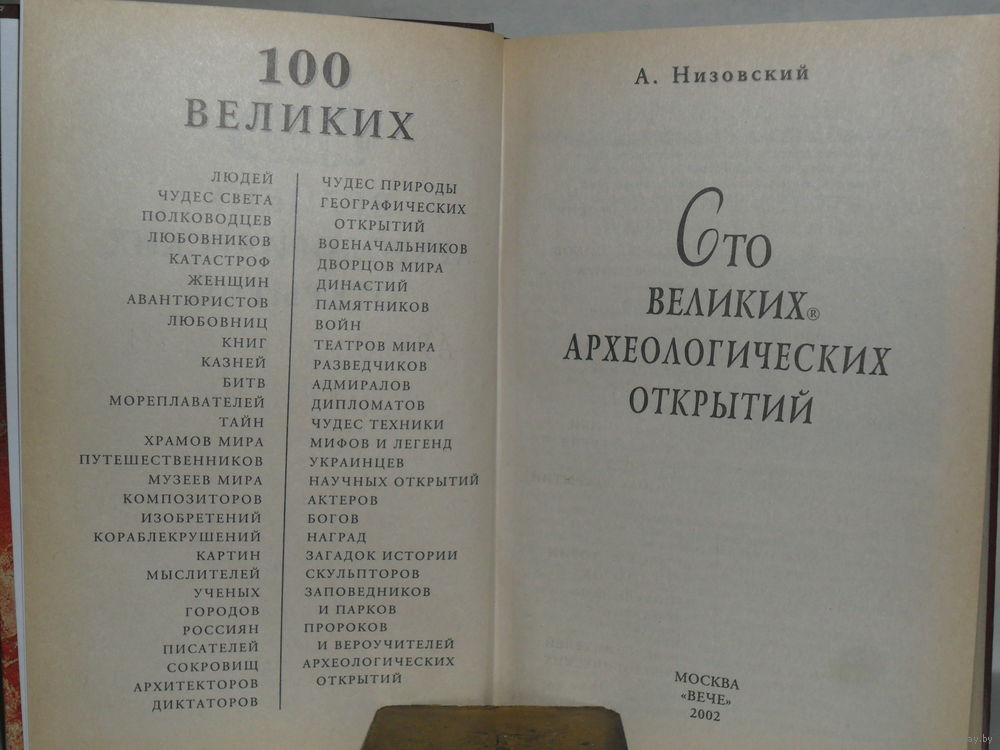 100
ВЕЛИКИХ
ЛЮДЕЙ
ЧУДЕС СВЕТА
ПОЛКОВОДЦЕВ
ЛЮБОВНИКОВ
КАТАСТРОФ
ЖЕНЩИН
АВАНТЮРИСТОВ
ЛЮБОВНИЦ
КНИГ
КАЗНЕЙ
БИТВ
МОРЕПЛАВАТЕЛЕЙ
ТАЙН
ХРАМОВ МИРА
ПУТЕШЕСТВЕННИКОВ
МУЗЕЕВ МИРА
КОМПОЗИТОРОВ
ИЗОБРЕТЕНИЙ
КОРАБЛЕКРУШЕНИЙ
КАРТИН
МЫСЛИТЕЛЕЙ
УЧЕНЫХ
ГОРОДОВ
РОССИЯН
ПИСАТЕЛЕЙ
СОКРОВИЩ
АРХИТЕКТОРОВ
ДИКТАТОРОВ
ЧУДЕС ПРИРОДЫ
ГЕОГРАФИЧЕСКИХ
ОТКРЫТИЙ
ВОЕНАЧАЛЬНИКОВ
ДВОРЦОВ МИРА
ДИНАСТИЙ
ПАМЯТНИКОВ
ВОЙН
ТЕАТРОВ МИРА
РАЗВЕДЧИКОВ
АДМИРАЛОВ
ДИПЛОМАТОВ
ЧУДЕС ТЕХНИКИ
МИФОВ И ЛЕГЕНД
УКРАИНЦЕВ
НАУЧНЫХ ОТКРЫТИЙ
АКТЕРОВ
БОГОВ
НАГРАД
ЗАГАДОК ИСТОРИИ
СКУЛЬПТОРОВ
ЗАПОВЕДНИКОВ
И ПАРКОВ
ПРОРОКОВ
И ВЕРОУЧИТЕЛЕЙ
АРХЕОЛОГИЧЕСКИХ
ОТКРЫТИЙ
А. Низовский
Сто
ВЕЛИКИХ®
АРХЕОЛОГИЧЕСКИХ
ОТКРЫТИЙ
МОСКВА
«ВЕЧЕ»
2002